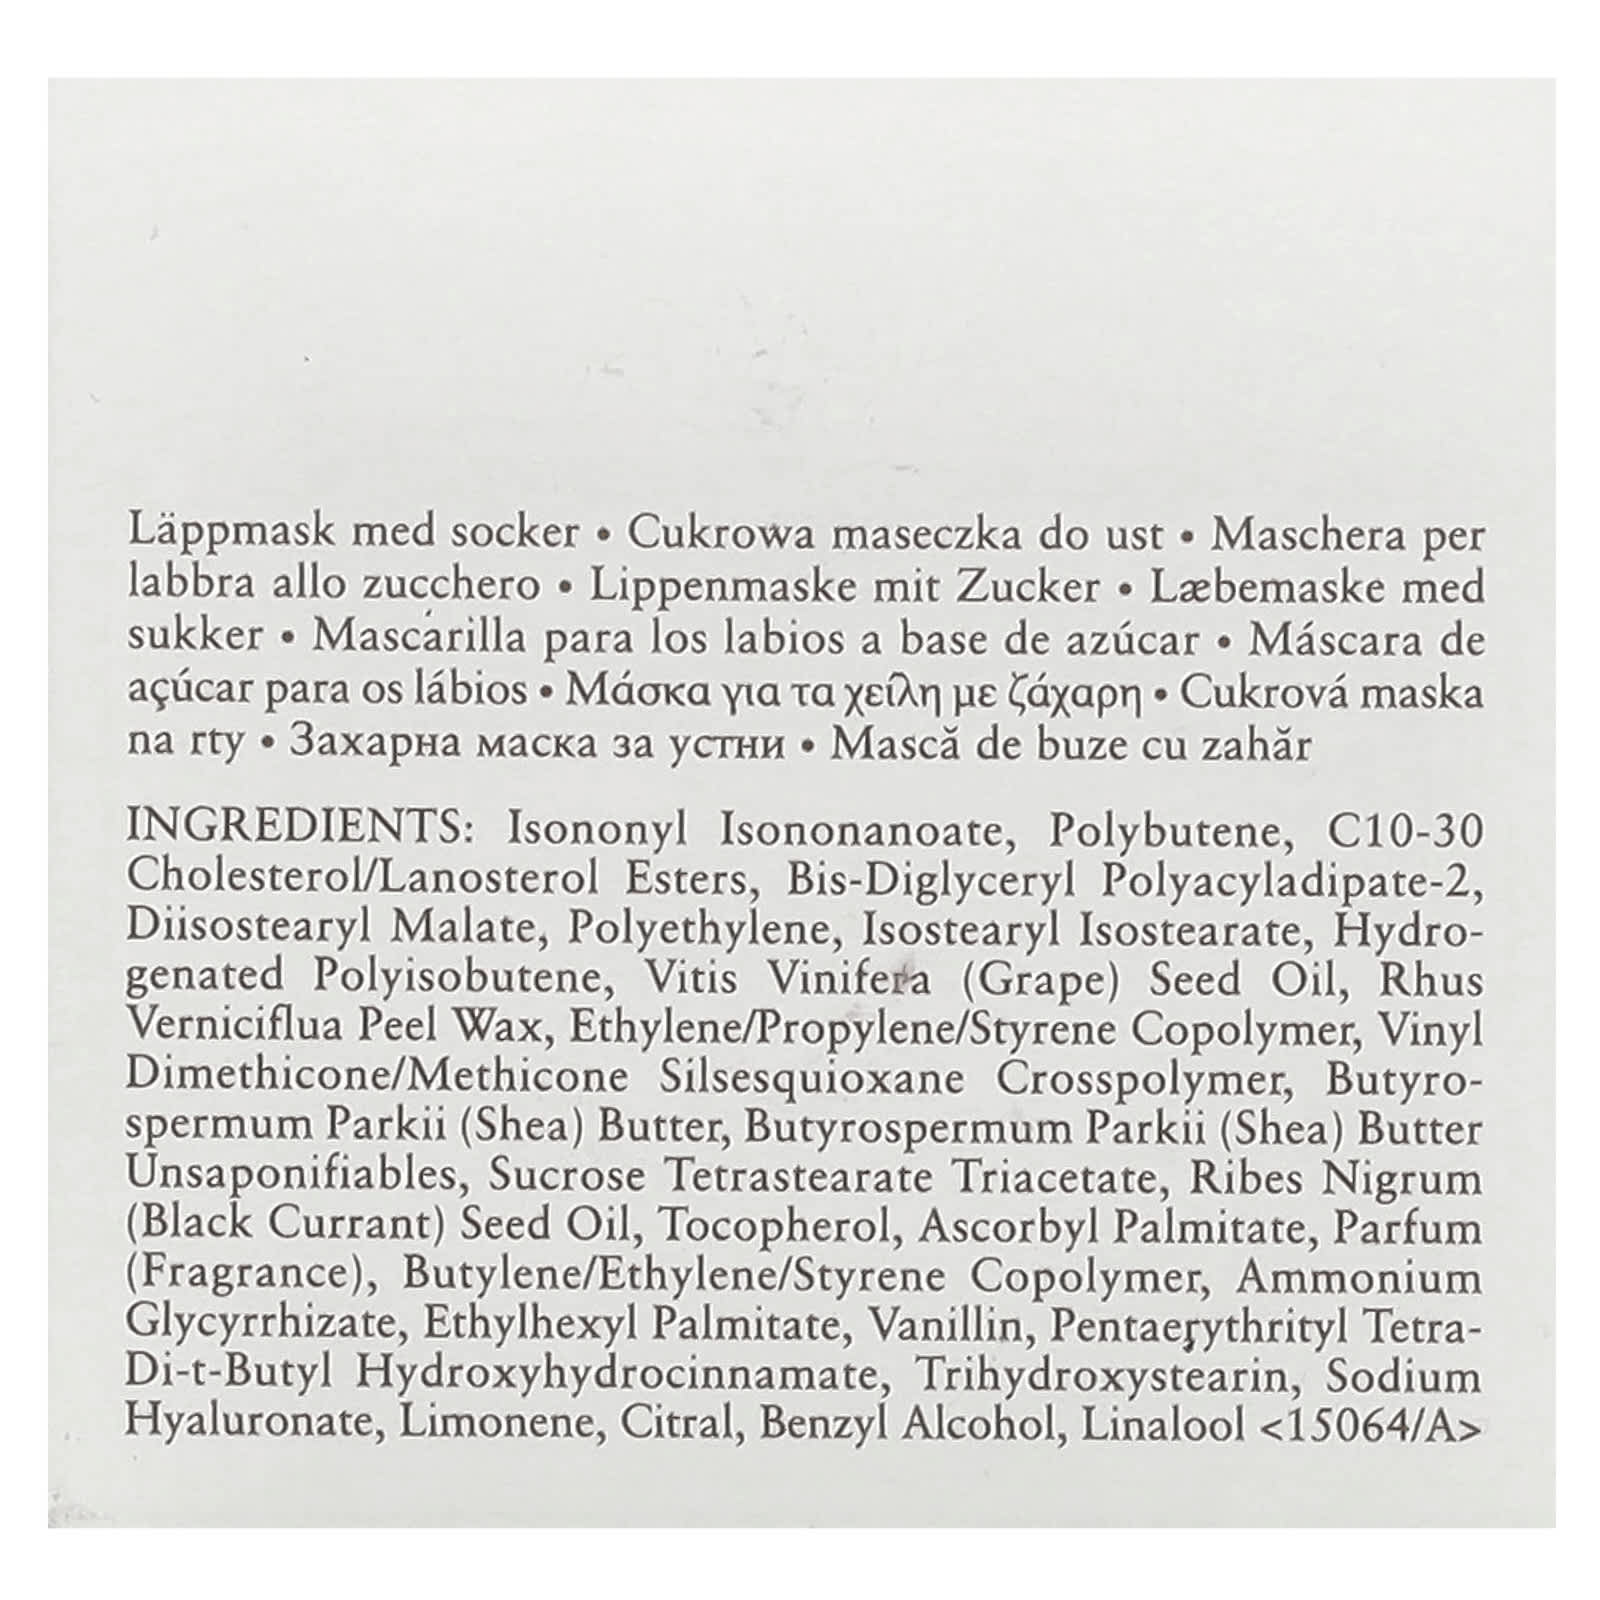 Läppmask med socker • Cukrowa maseczka do ust • Maschera per
labbra allo zucchero • Lippenmaske mit Zucker • Læbemaske med
sukker • Mascarilla para los labios a base de azúcar • Máscara de
açúcar para os lábios • Μάσκα για τα χείλη με ζάχαρη • Cukrová maska
na rty • Захарна маска за устни • Mască de buze cu zahăr
INGREDIENTS: Isononyl Isononanoate, Polybutene, C10-30
Cholesterol/Lanosterol Esters, Bis-Diglyceryl Polyacyladipate-2,
Diisostearyl Malate, Polyethylene, Isostearyl Isostearate, Hydro-
genated Polyisobutene, Vitis Vinifera (Grape) Seed Oil, Rhus
Verniciflua Peel Wax, Ethylene/Propylene/Styrene Copolymer, Vinyl
Dimethicone/Methicone Silsesquioxane Crosspolymer, Butyro-
spermum Parkii (Shea) Butter, Butyrospermum Parkii (Shea) Butter
Unsaponifiables, Sucrose Tetrastearate Triacetate, Ribes Nigrum
(Black Currant) Seed Oil, Tocopherol, Ascorbyl Palmitate, Parfum
(Fragrance), Butylene/Ethylene/Styrene Copolymer, Ammonium
Glycyrrhizate, Ethylhexyl Palmitate, Vanillin, Pentaerythrityl Tetra-
Di-t-Butyl Hydroxyhydrocinnamate, Trihydroxystearin, Sodium
Hyaluronate, Limonene, Citral, Benzyl Alcohol, Linalool <15064/A>